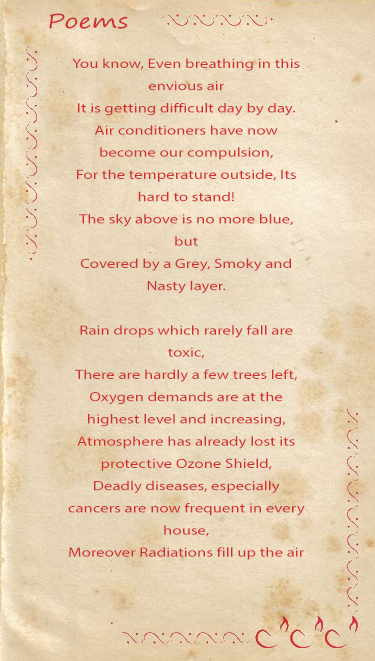 Poems
You know, Even breathing in this
envious air
It is getting difficult day by day.
Air conditioners have now
become our compulsion,
For the temperature outside, Its
hard to stand!
The sky above is no more blue,
but
Covered by a Grey, Smoky and
Nasty layer.
Rain drops which rarely fall are
toxic,
There are hardly a few trees left,
Oxygen demands are at the
highest level and increasing,
Atmosphere has already lost its
protective Ozone Shield,
Deadly diseases, especially
cancers are now frequent in every
house,
Moreover Radiations fill up the air